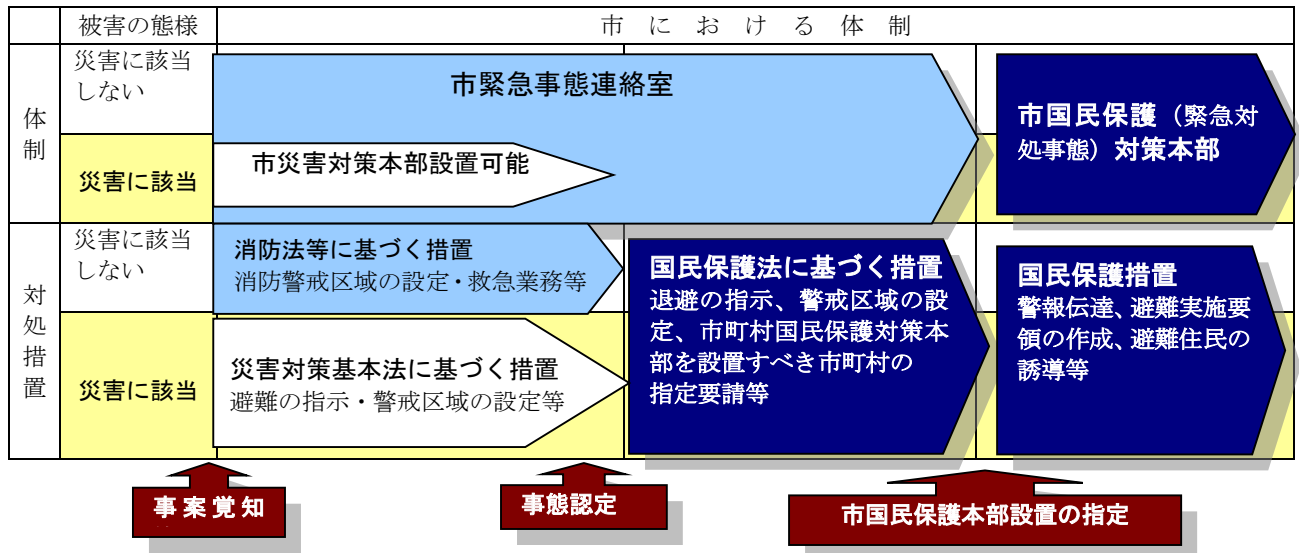 被害の態様
市における体制
体制
災害に該当
しない
市緊急事態連絡室
市国民保護（緊急対
処事態）対策本部
災害に該当
市災害対策本部設置可能
対処措置
災害に該当
しない
消防法等に基づく措置
消防警戒区域の設定・救急業務等
国民保護法に基づく措置
退避の指示、警戒区域の設
定、市町村国民保護対策本
部を設置すべき市町村の
指定要請等
国民保護措置
警報伝達、避難実施要
領の作成、避難住民の
誘導等
災害に該当
災害対策基本法に基づく措置
避難の指示・警戒区域の設定等
事案覚知
事態認定
市国民保護本部設置の指定